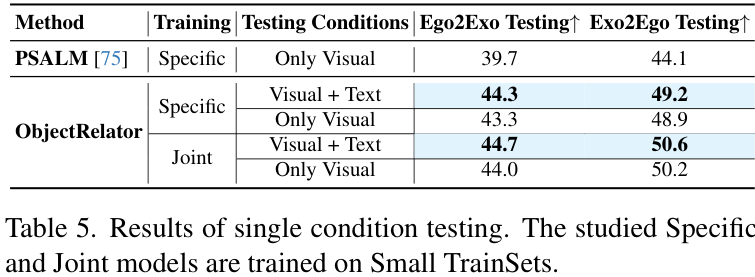 Method Training Testing Conditions Ego2Exo Testing↑ Exo2Ego Testing↑
PSALM [75] Specific Only Visual 39.7 44.1
ObjectRelator Specific Visual + Text 44.3 49.2
Only Visual 43.3 48.9
Joint Visual + Text 44.7 50.6
Only Visual 44.0 50.2
Table 5. Results of single condition testing. The studied Specific
and Joint models are trained on Small TrainSets.